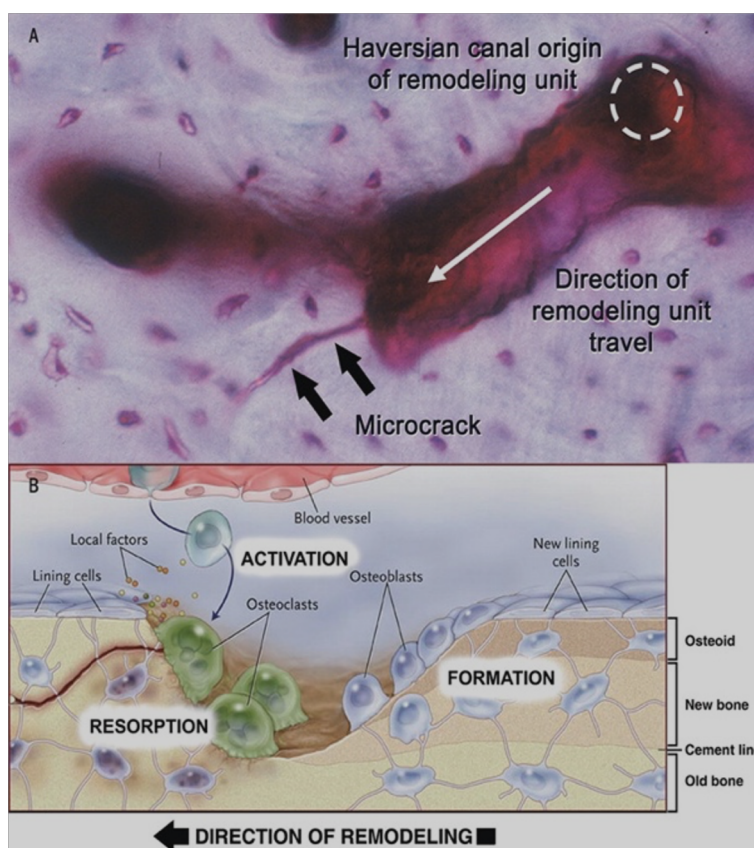 A
Haversian canal origin
of remodeling unit
Direction of
remodeling unit
travel
Microcrack
B
Blood vessel
Local factors
ACTIVATION
New lining
cells
Lining cells
Osteoclasts
Osteoblasts
Osteoid
FORMATION
RESORPTION
New bone
Cement lin
Old bone
DIRECTION OF REMODELING